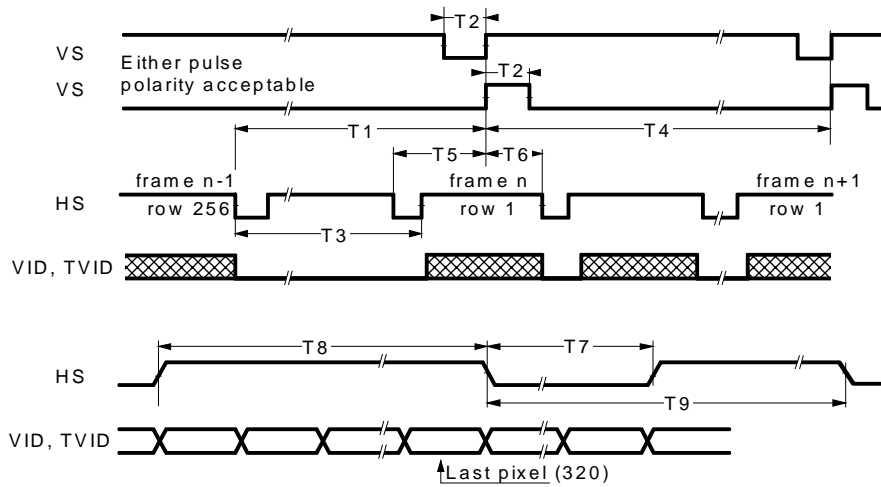 T2
VS
Either pulse
polarity acceptable
T2
VS
T1
T4
T5
T6
frame n-1
frame n
frame n+1
HS
row 256
row 1
row 1
T3
VID, TVID
T8
T7
HS
T9
VID, TVID
Last pixel (320)